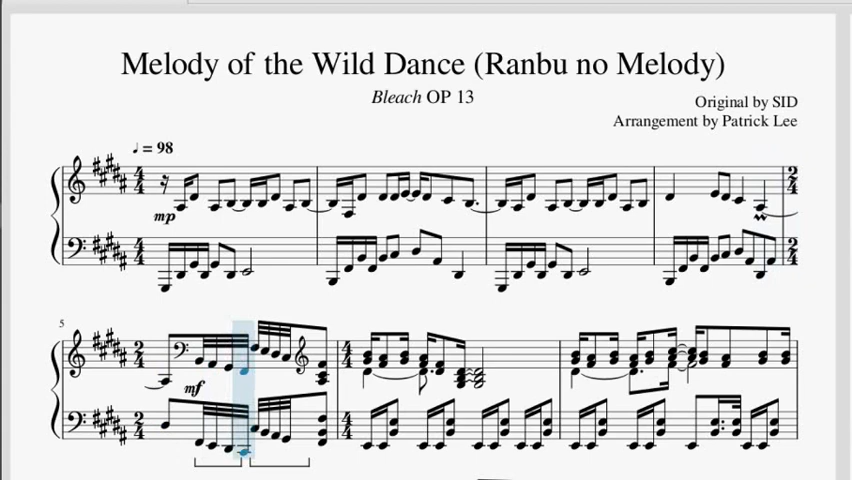 Melody of the Wild Dance (Ranbu no Melody)
Bleach OP 13
Original by SID
Arrangement by Patrick Lee
♩ = 98
mp
5
mf